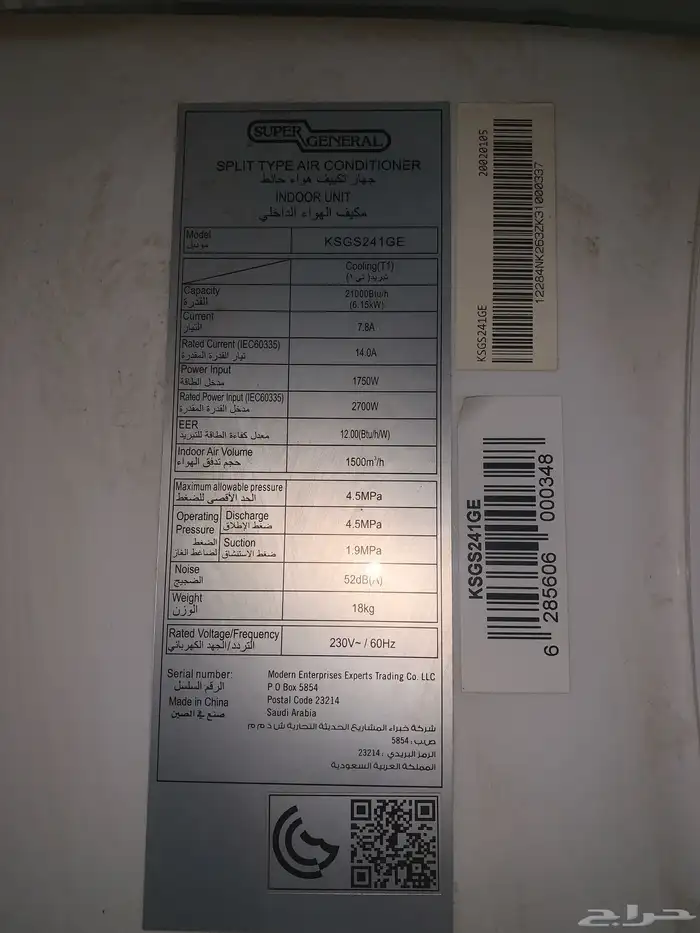 SUPER GENERAL
SPLIT TYPE AIR CONDITIONER
جهاز تكييف هواء حائط
INDOOR UNIT
مكيف الهواء الداخلي
Model KSGS241GE
موديل
Cooling(T1)
تبريد( تي ١)
Capacity 21000Btu/h
القدرة (6.15kW)
Current 7.8A
التيار
Rated Current (IEC60335) 14.0A
تيار القدرة المقدرة
Power Input 1750W
مدخل الطاقة
Rated Power Input (IEC60335) 2700W
مدخل القدرة المقدرة
EER 12.00(Btu/h/W)
معدل كفاءة الطاقة للتبريد
Indoor Air Volume 1500m³/h
حجم تدفق الهواء
Maximum allowable pressure 4.5MPa
الحد الأقصى للضغط
Operating Pressure
الضغط
لضاغط الغاز
Discharge 4.5MPa
ضغط الإطلاق
Suction 1.9MPa
ضغط الاستنشاق
Noise 52dB(A)
الضجيج
Weight 18kg
الوزن
Rated Voltage/Frequency 230V~ / 60Hz
التردد/الجهد الكهربائي
Serial number:
الرقم السلسل
Made in China
صنع في الصين
Modern Enterprises Experts Trading Co. LLC
P O Box 5854
Postal Code 23214
Saudi Arabia
شركة خبراء المشاريع الحديثة التجارية ش ذ م م
ص.ب: 5854
الرمز البريدي : 23214
المملكة العربية السعودية
KSGS241GE 20020105
12284NK263ZK31000337
KSGS241GE
6 285606 000348
حراج